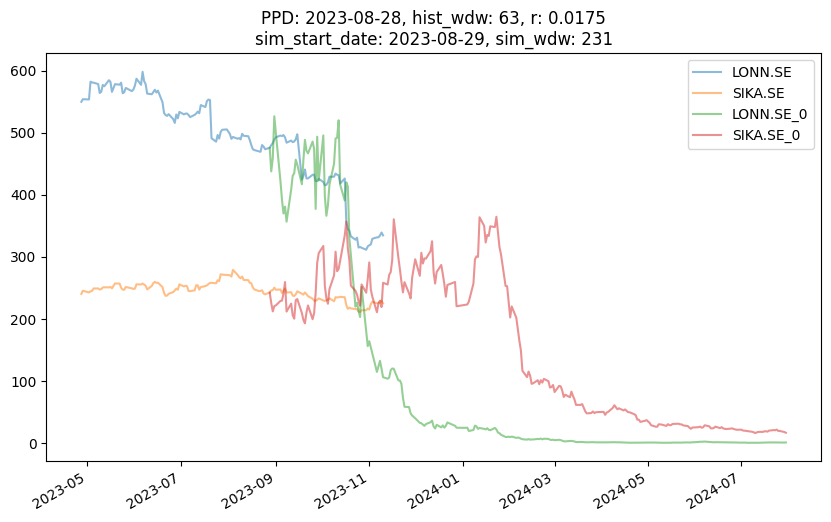 PPD: 2023-08-28, hist_wdw: 63, r: 0.0175
sim_start_date: 2023-08-29, sim_wdw: 231
LONN.SE
SIKA.SE
LONN.SE_0
SIKA.SE_0
600
500
400
300
200
100
0
2023-05
2023-07
2023-09
2023-11
2024-01
2024-03
2024-05
2024-07